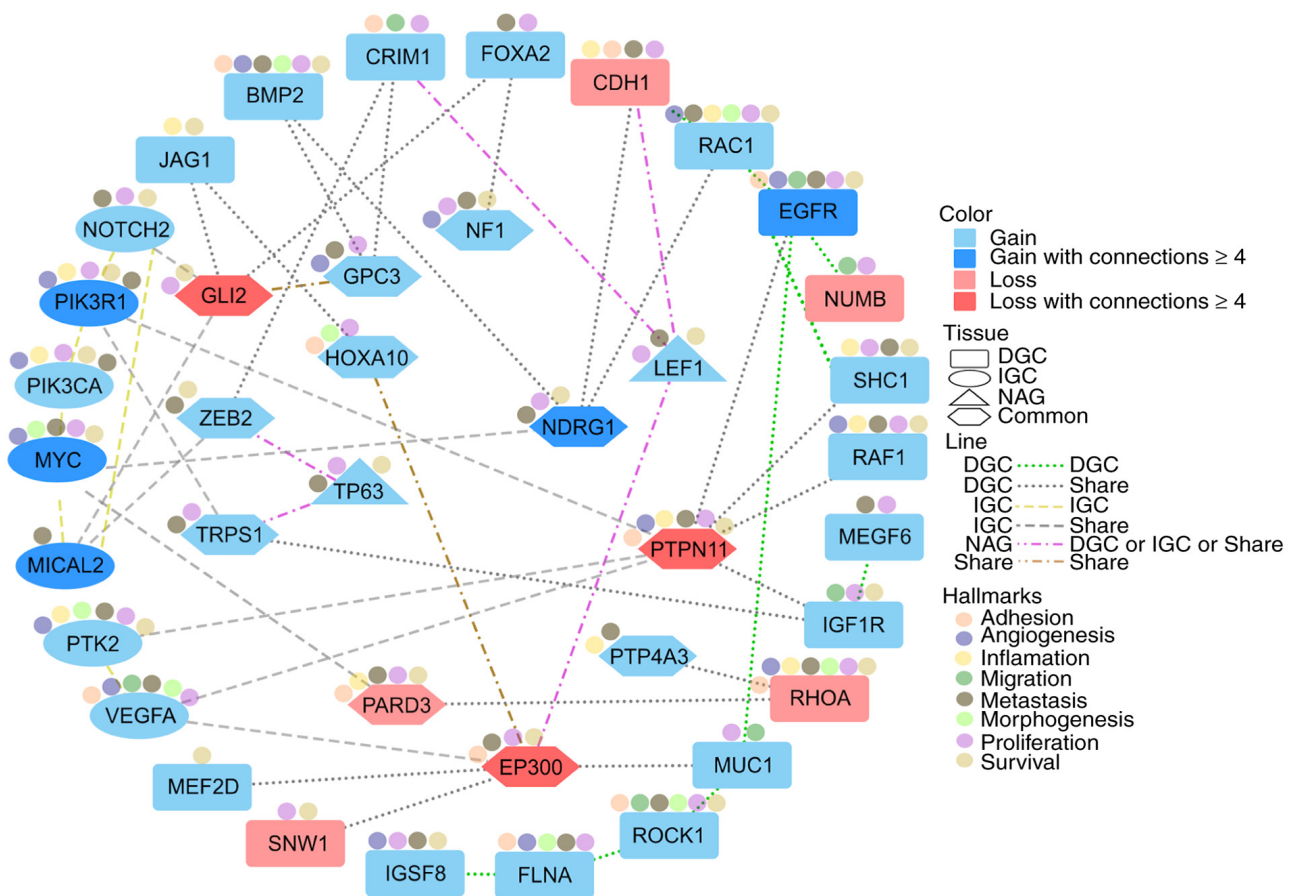 CRIM1
FOXA2
CDH1
BMP2
RAC1
JAG1
EGFR
NOTCH2
NF1
GPC3
PIK3R1
GLI2
NUMB
HOXA10
LEF1
SHC1
PIK3CA
ZEB2
NDRG1
MYC
RAF1
TP63
TRPS1
MEGF6
PTPN11
MICAL2
IGF1R
PTK2
PTP4A3
RHOA
PARD3
VEGFA
EP300
MUC1
MEF2D
ROCK1
SNW1
IGSF8
FLNA
Color
Gain
Gain with connections ≥ 4
Loss
Loss with connections ≥ 4
Tissue
DGC
IGC
NAG
Common
Line
DGC DGC
DGC Share
IGC IGC
IGC Share
NAG DGC or IGC or Share
Share Share
Hallmarks
Adhesion
Angiogenesis
Inflamation
Migration
Metastasis
Morphogenesis
Proliferation
Survival